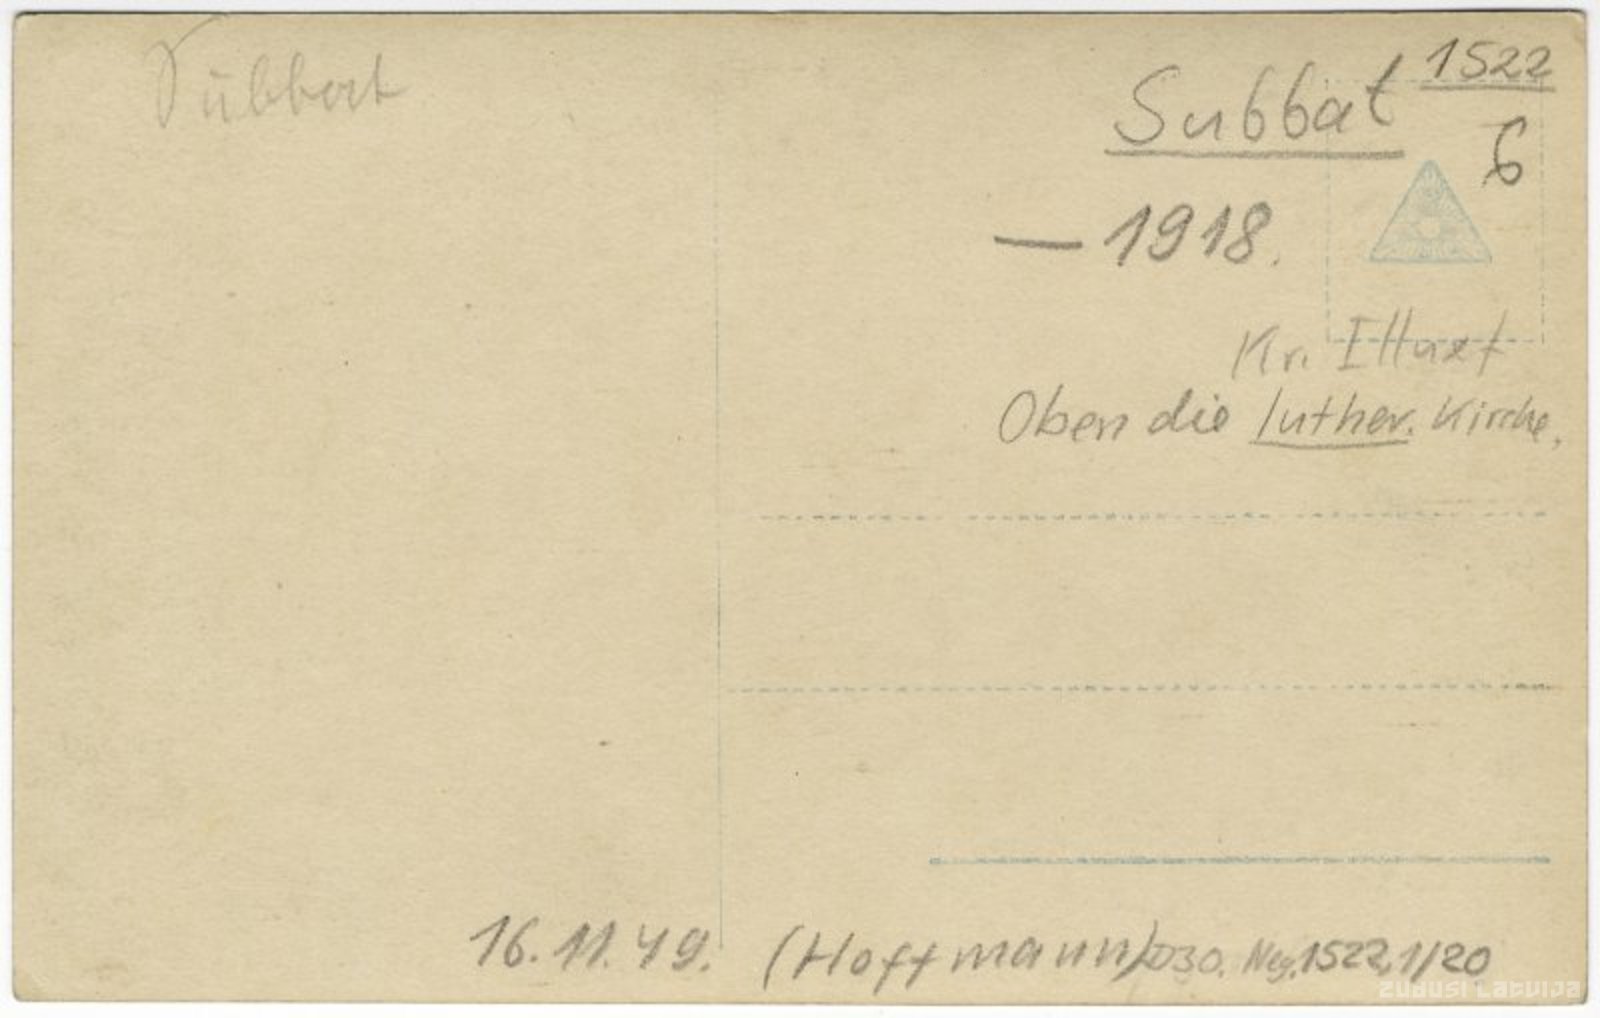 Subbat
1522
Subbat
6
— 1918.
Kr. Illuxt
Oben die luther. Kirche,
16.11.49. (Hoffmann) Neg. 1522, 1/20
ZUDUSI LATVIJA